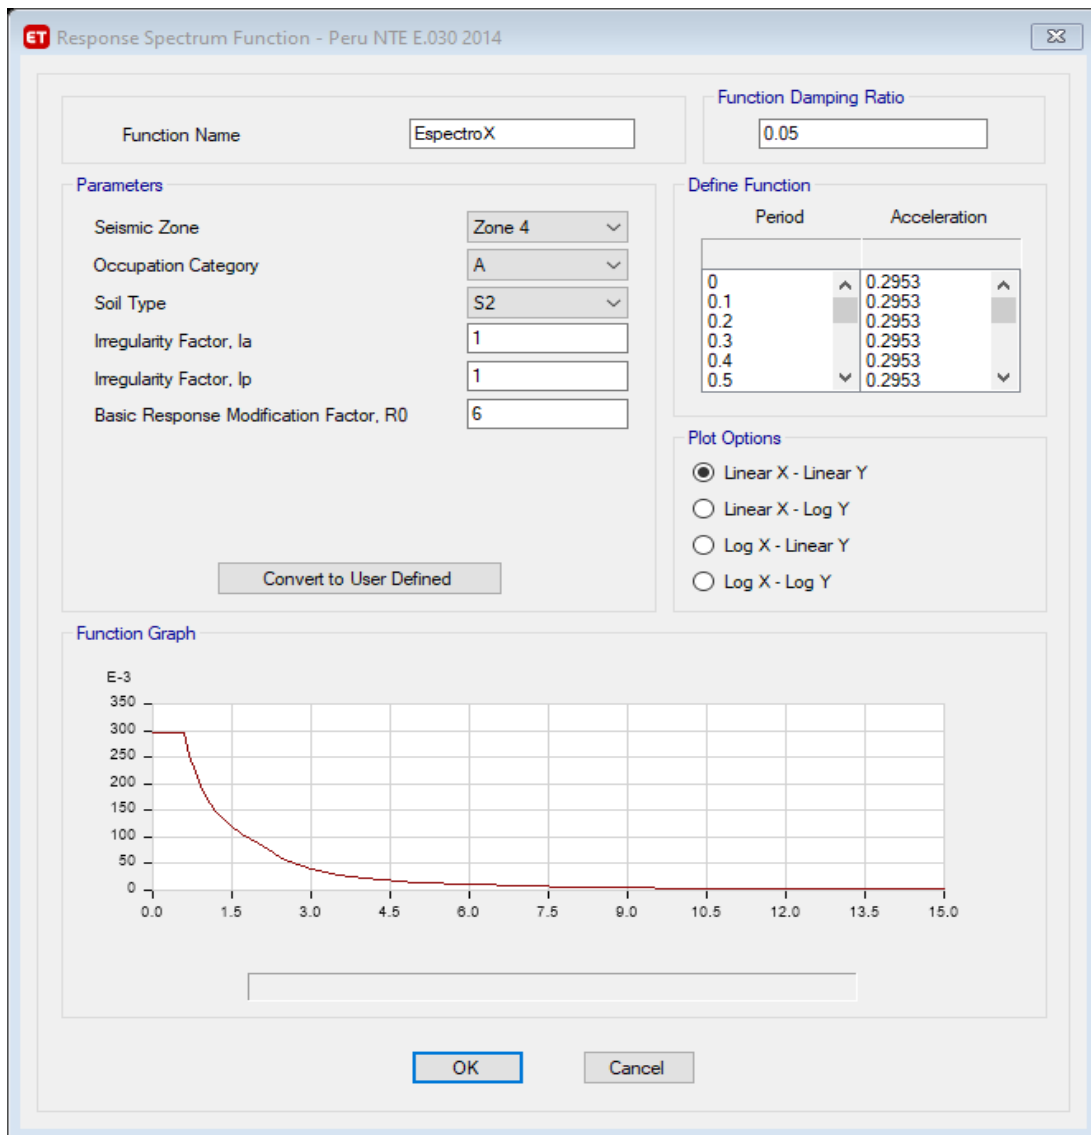 ET Response Spectrum Function - Peru NTE E.030 2014
Function Name
EspectroX
Function Damping Ratio
0.05
Parameters
Seismic Zone
Zone 4
Occupation Category
A
Soil Type
S2
Irregularity Factor, Ia
1
Irregularity Factor, Ip
1
Basic Response Modification Factor, R0
6
Convert to User Defined
Define Function
Period Acceleration
0 0.2953
0.1 0.2953
0.2 0.2953
0.3 0.2953
0.4 0.2953
0.5 0.2953
Plot Options
Linear X - Linear Y
Linear X - Log Y
Log X - Linear Y
Log X - Log Y
Function Graph
E-3
350
300
250
200
150
100
50
0
0.0 1.5 3.0 4.5 6.0 7.5 9.0 10.5 12.0 13.5 15.0
OK Cancel